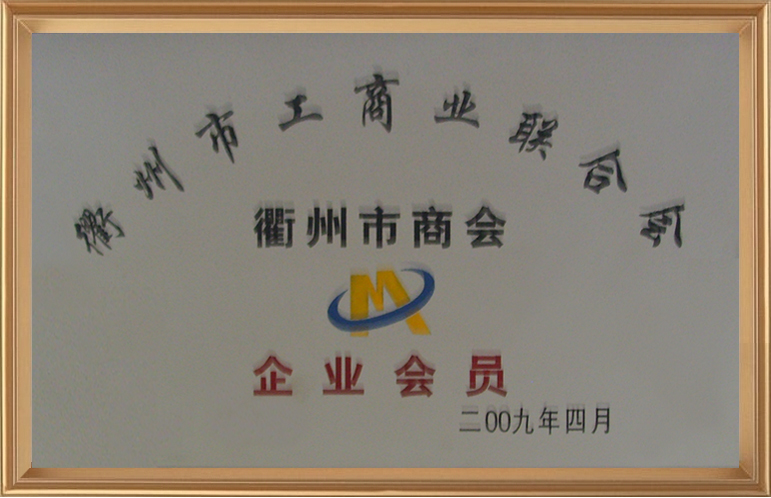 衢州市工商业联合会
衢州市商会
企业会员
二00九年四月